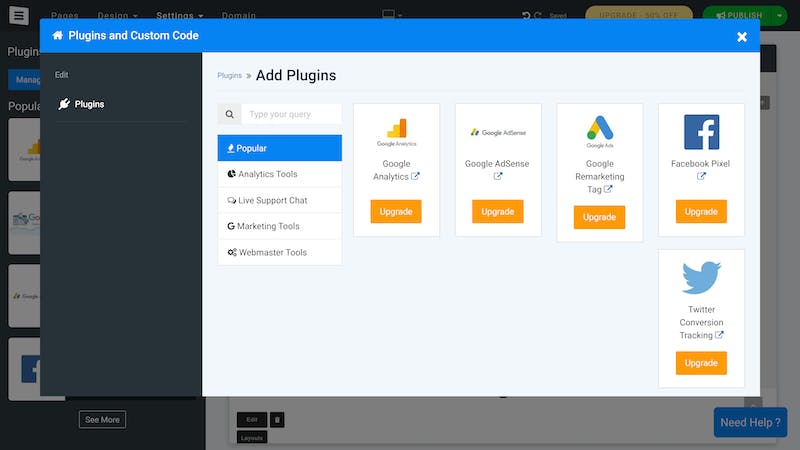 Pages
Design
Settings
Domain
Saved
UPGRADE - 50% OFF
PUBLISH
Plugins and Custom Code
Plugins
Manag
Popula
Edit
Plugins
Plugins » Add Plugins
Type your query
Popular
Analytics Tools
Live Support Chat
Marketing Tools
Webmaster Tools
Google Analytics
Google
Analytics
Upgrade
Google AdSense
Google AdSense
Upgrade
Google Ads
Google
Remarketing
Tag
Upgrade
Facebook Pixel
Upgrade
Twitter
Conversion
Tracking
Upgrade
See More
Edit
Layouts
Need Help ?